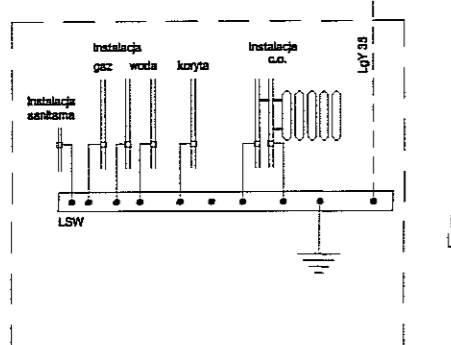 Instalacja
gaz woda
koryta
Instalacja
c.o.
LgY 35
Instalacja
sanitarna
LSW